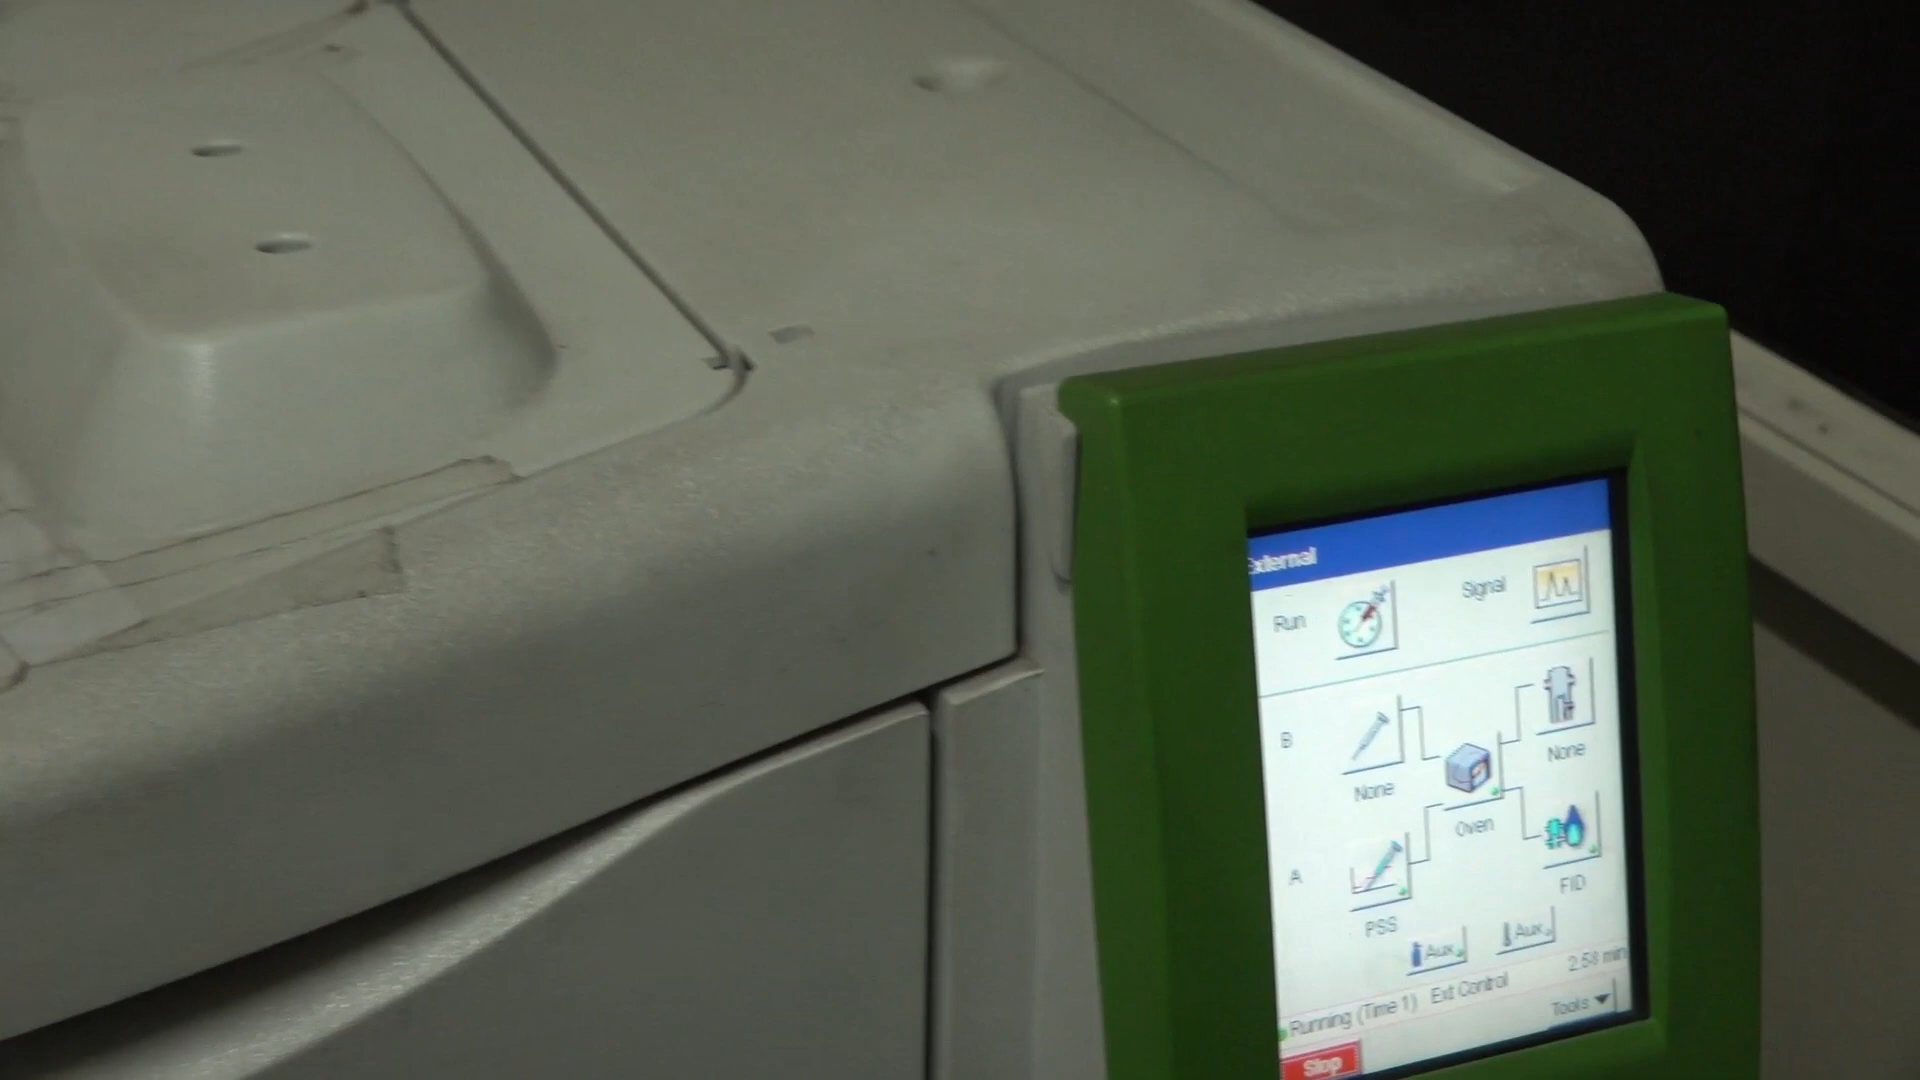 External
Run
Signal
B
None
None
Oven
A
PSS
FID
Aux
Aux
Running (Time 1) Ext Control 2.58 min
Tools
Stop